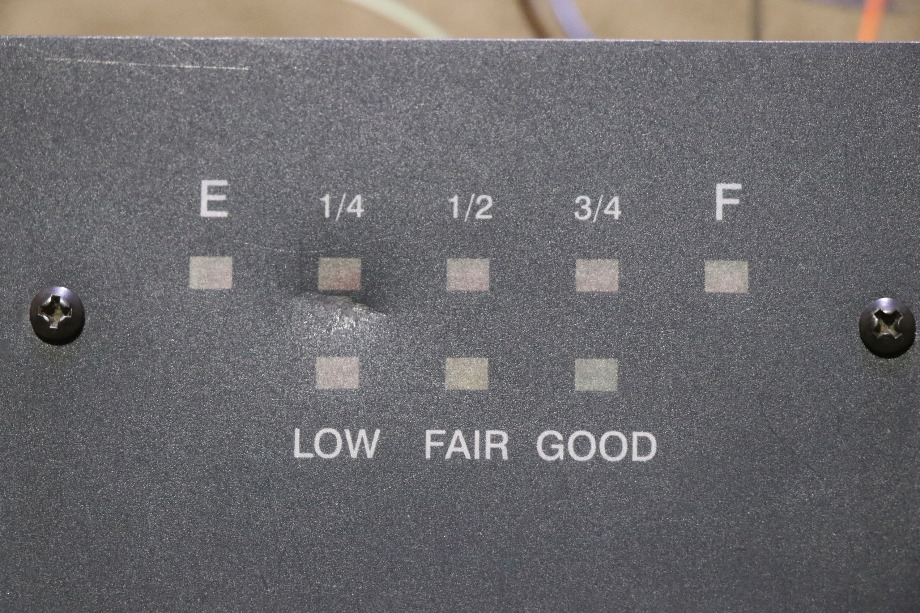 E 1/4 1/2 3/4 F
LOW FAIR GOOD